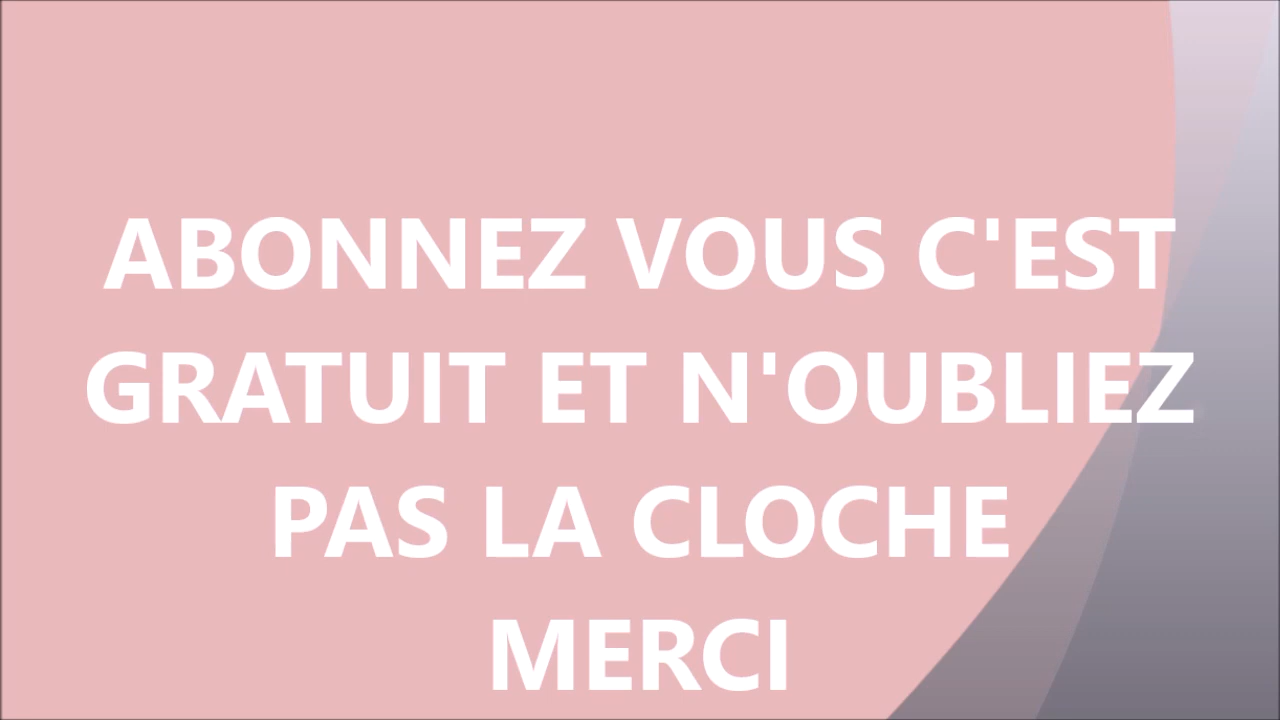 ABONNEZ VOUS C'EST
GRATUIT ET N'OUBLIEZ
PAS LA CLOCHE
MERCI